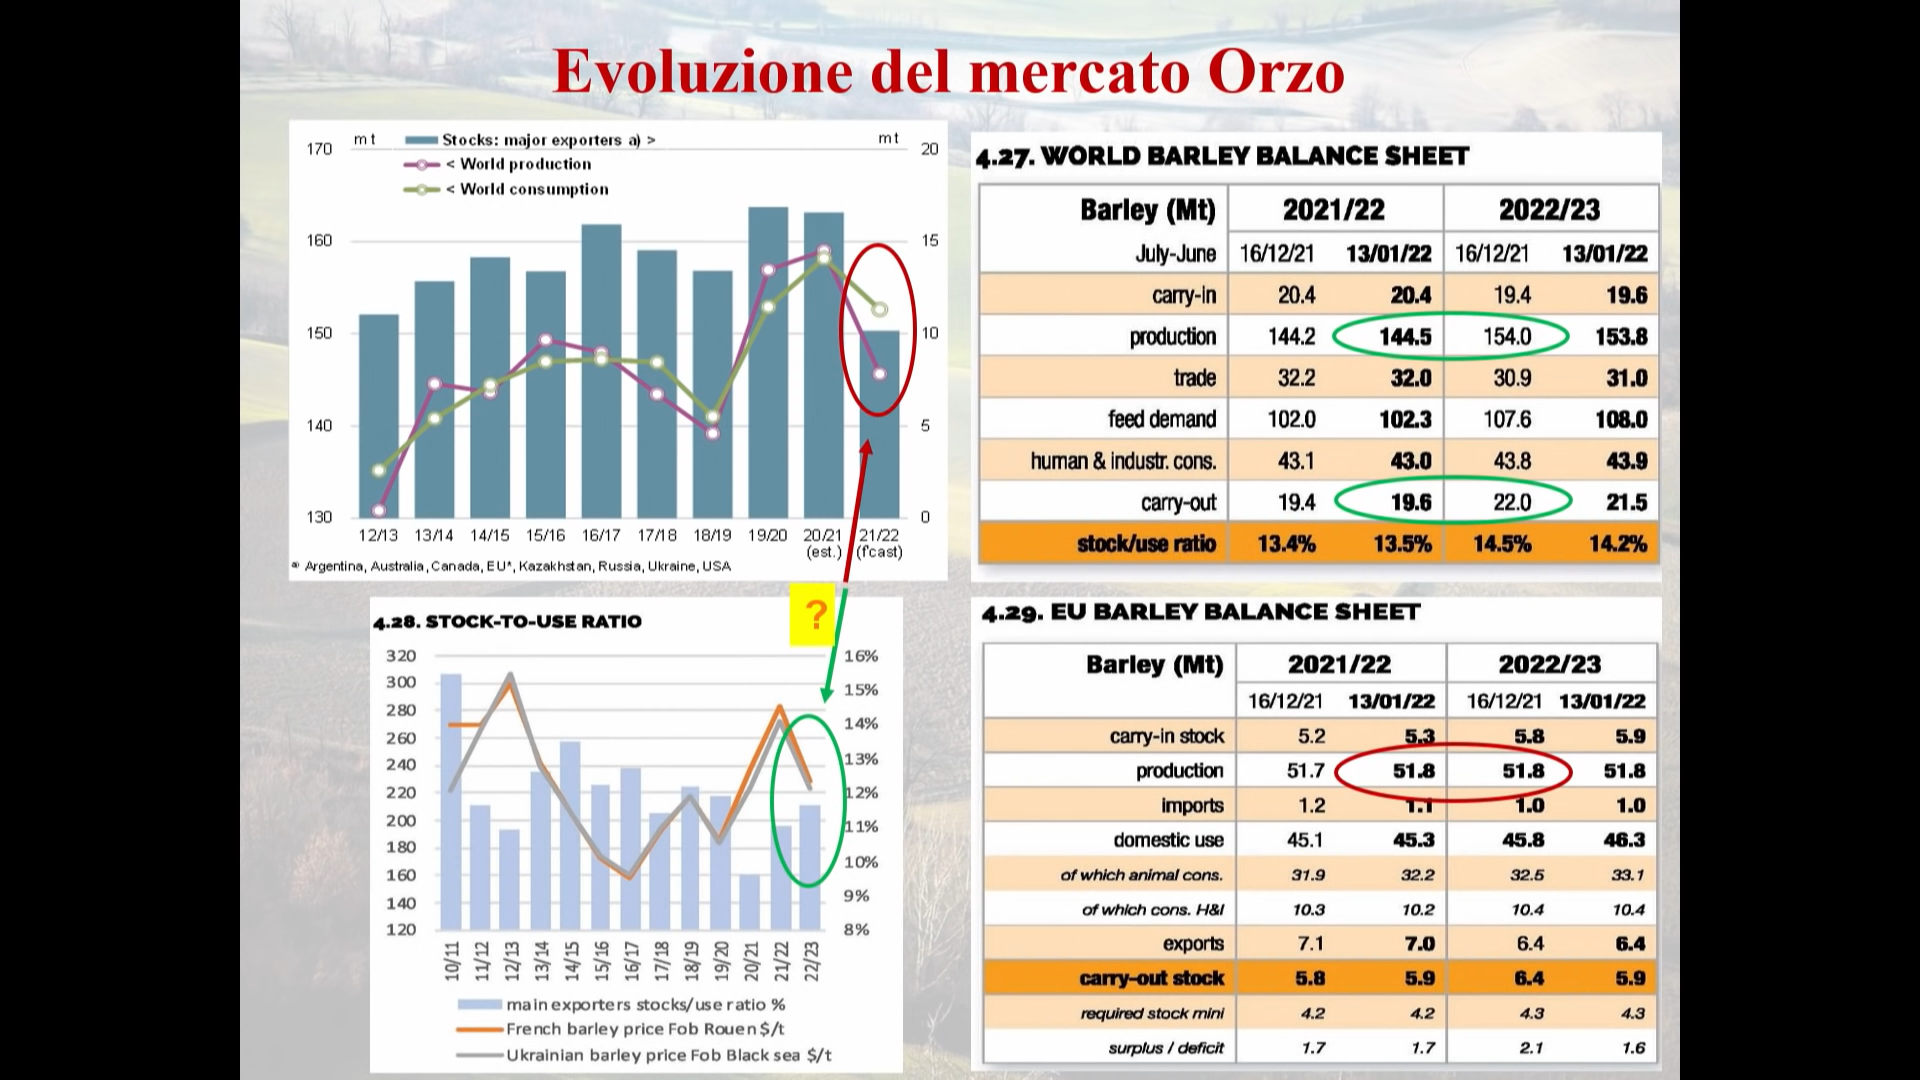 Evoluzione del mercato Orzo
m t
Stocks: major exporters a) >
m t
< World production
< World consumption
170
160
150
140
130
20
15
10
5
0
12/13 13/14 14/15 15/16 16/17 17/18 18/19 19/20 20/21 21/22
(est.) (f'cast)
a) Argentina, Australia, Canada, EU*, Kazakhstan, Russia, Ukraine, USA
4.27. WORLD BARLEY BALANCE SHEET
Barley (Mt) 2021/22 2022/23
July-June 16/12/21 13/01/22 16/12/21 13/01/22
carry-in 20.4 20.4 19.4 19.6
production 144.2 144.5 154.0 153.8
trade 32.2 32.0 30.9 31.0
feed demand 102.0 102.3 107.6 108.0
human & industr. cons. 43.1 43.0 43.8 43.9
carry-out 19.4 19.6 22.0 21.5
stock/use ratio 13.4% 13.5% 14.5% 14.2%
?
4.28. STOCK-TO-USE RATIO
320
300
280
260
240
220
200
180
160
140
120
16%
15%
14%
13%
12%
11%
10%
9%
8%
10/11 11/12 12/13 13/14 14/15 15/16 16/17 17/18 18/19 19/20 20/21 21/22 22/23
main exporters stocks/use ratio %
French barley price Fob Rouen $/t
Ukrainian barley price Fob Black sea $/t
4.29. EU BARLEY BALANCE SHEET
Barley (Mt) 2021/22 2022/23
16/12/21 13/01/22 16/12/21 13/01/22
carry-in stock 5.2 5.3 5.8 5.9
production 51.7 51.8 51.8 51.8
imports 1.2 1.1 1.0 1.0
domestic use 45.1 45.3 45.8 46.3
of which animal cons. 31.9 32.2 32.5 33.1
of which cons. H&I 10.3 10.2 10.4 10.4
exports 7.1 7.0 6.4 6.4
carry-out stock 5.8 5.9 6.4 5.9
required stock mini 4.2 4.2 4.3 4.3
surplus / deficit 1.7 1.7 2.1 1.6